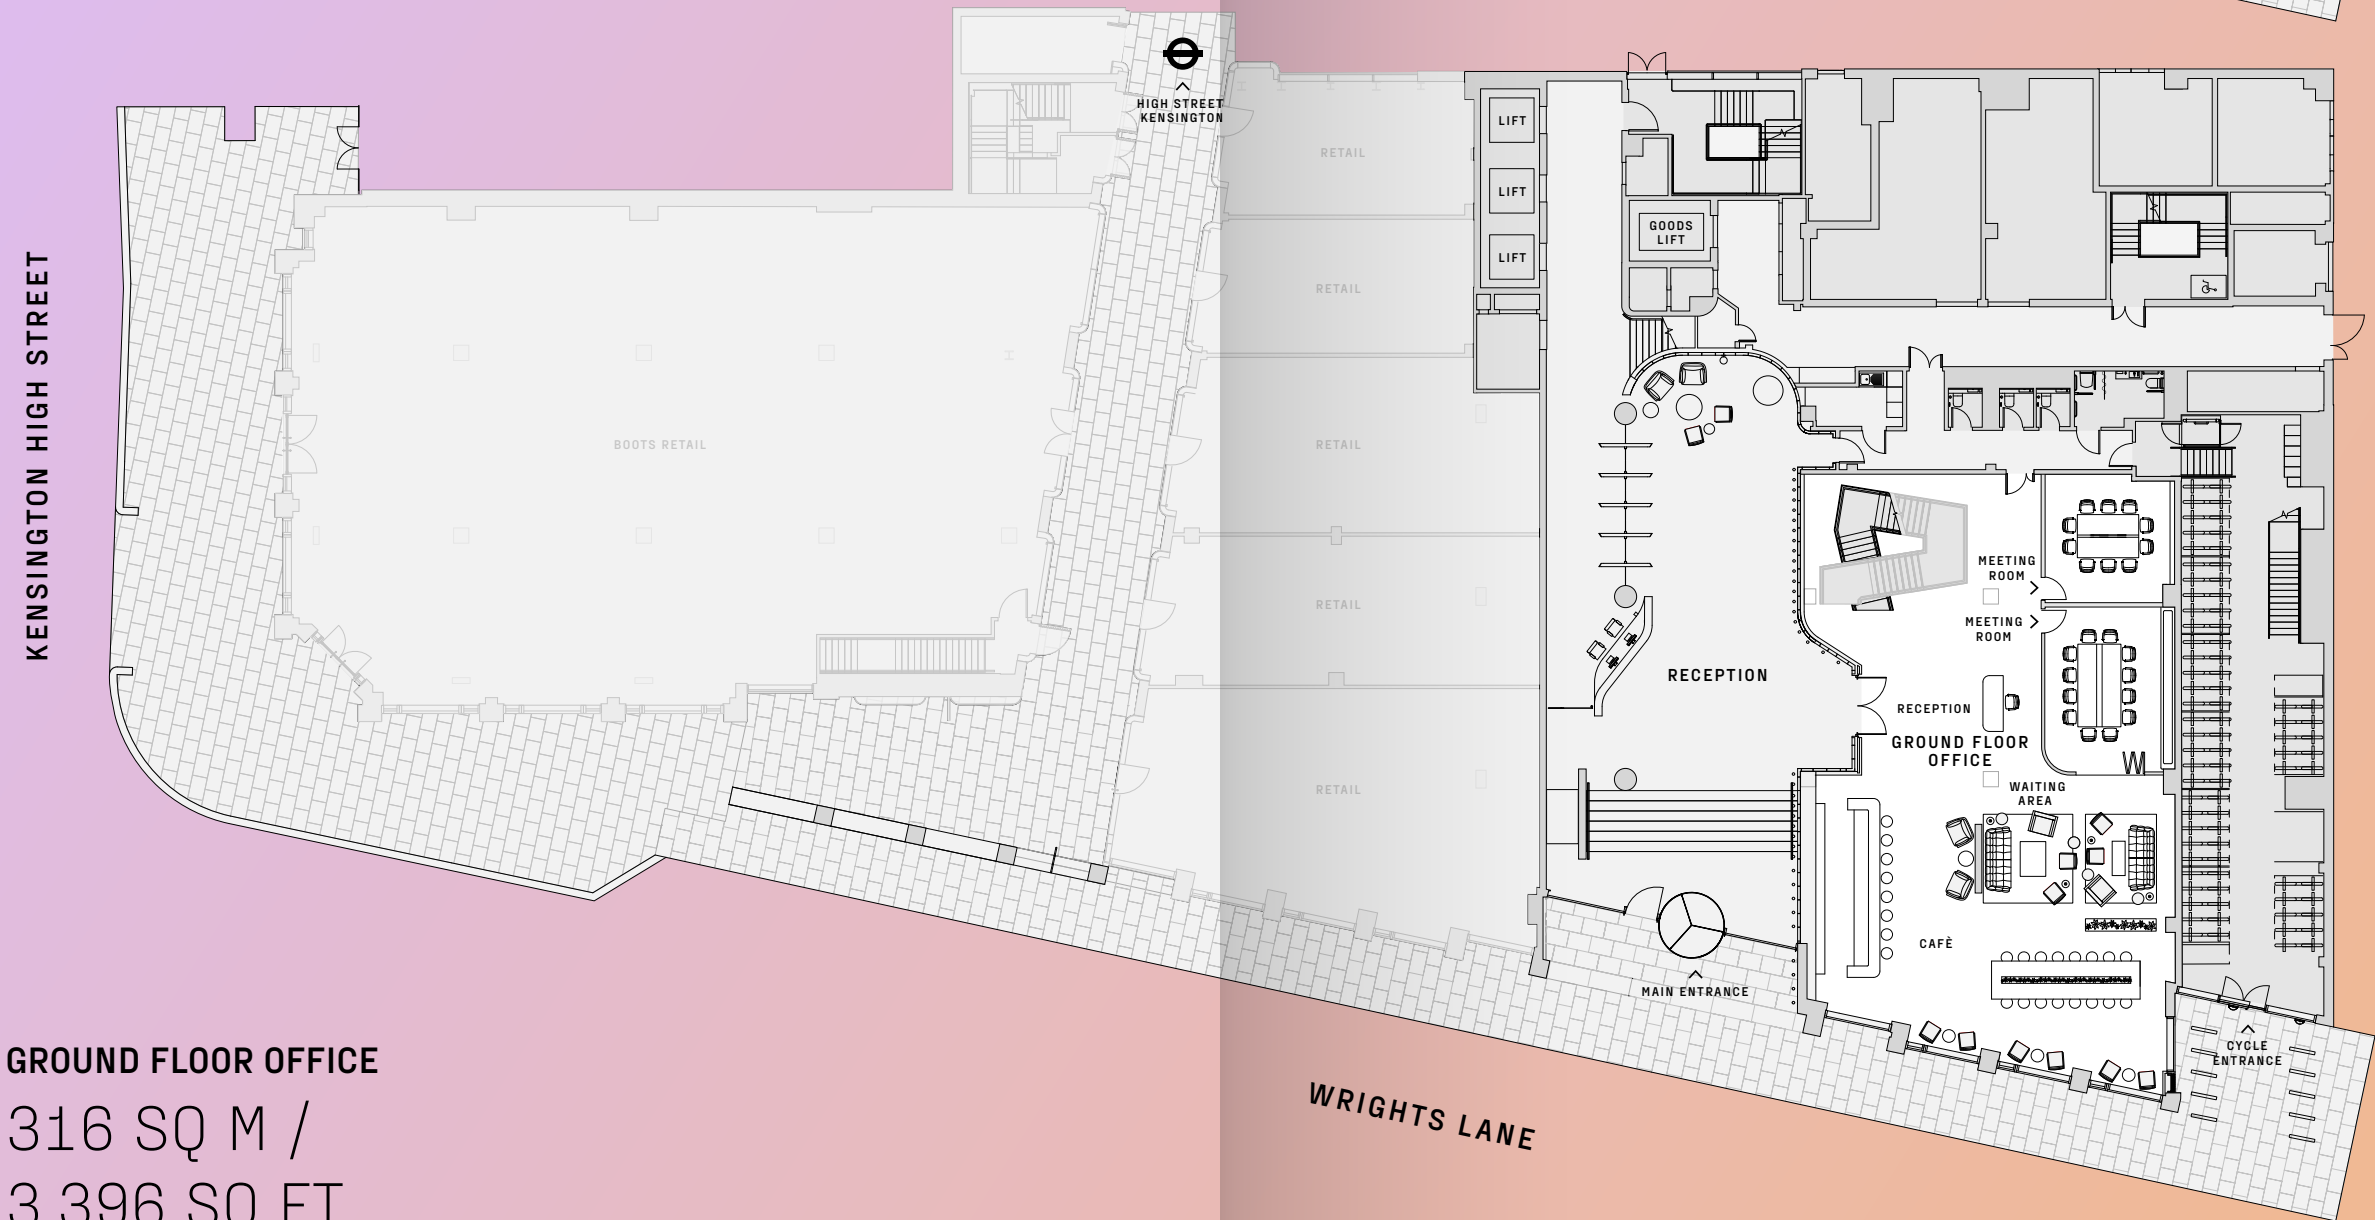 HIGH STREET
KENSINGTON
KENSINGTON HIGH STREET
BOOTS RETAIL
RETAIL
RETAIL
RETAIL
RETAIL
RETAIL
LIFT
LIFT
LIFT
GOODS
LIFT
MEETING
ROOM
MEETING
ROOM
RECEPTION
RECEPTION
GROUND FLOOR
OFFICE
W
WAITING
AREA
CAFÈ
MAIN ENTRANCE
CYCLE
ENTRANCE
WRIGHTS LANE
GROUND FLOOR OFFICE
316 SQ M /
3,396 SQ FT